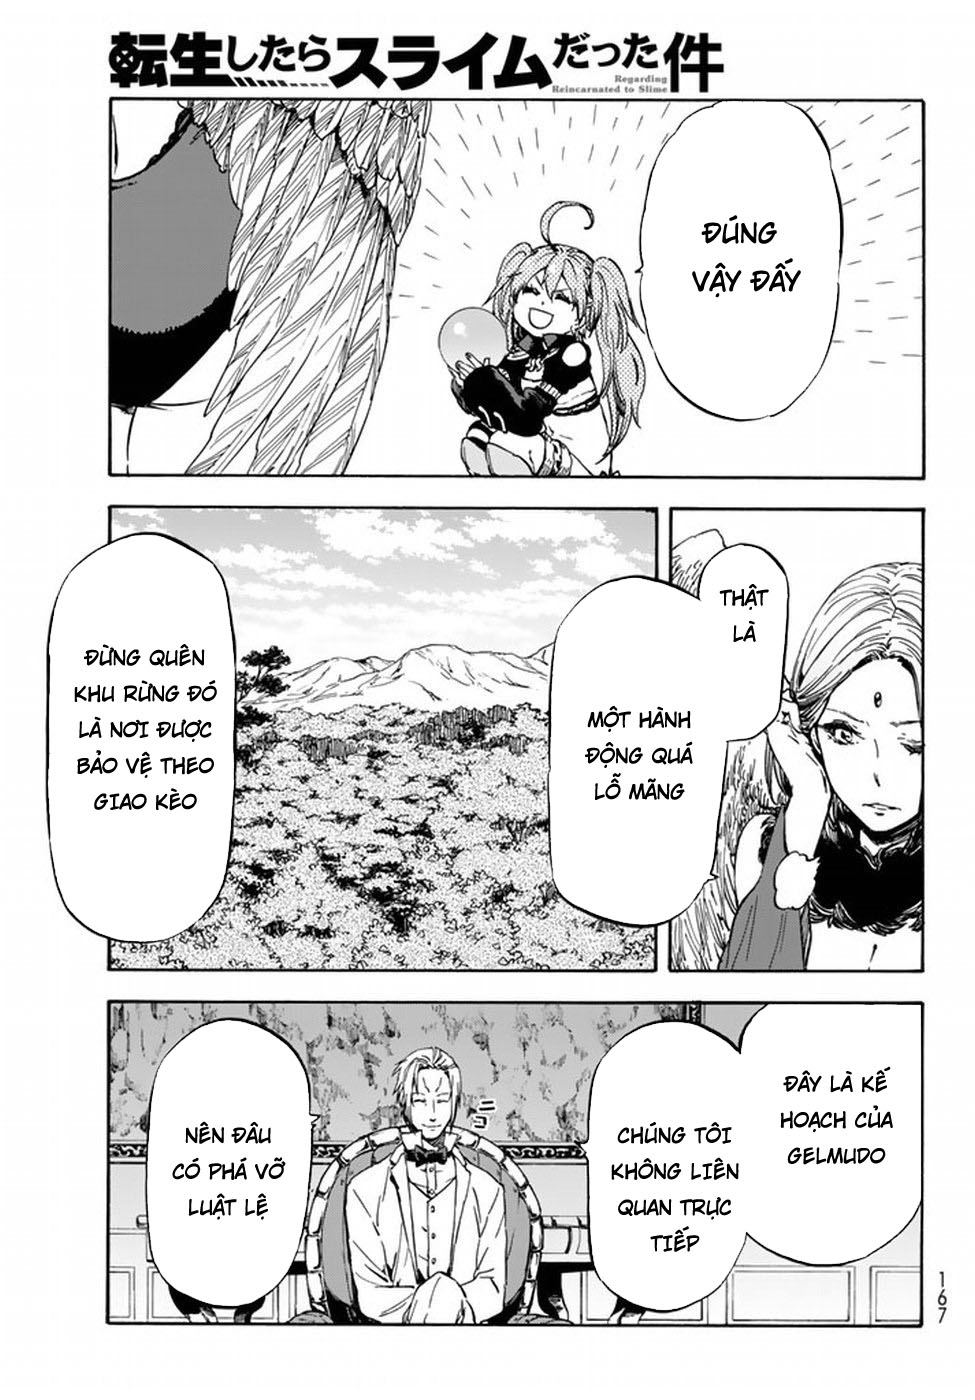 転生したらスライムだった件
Regarding
Reincarnated to Slime
ĐÚNG
VẬY ĐẤY
THẬT
LÀ
MỘT HÀNH
ĐỘNG QUÁ
LỖ MÃNG
ĐỪNG QUÊN
KHU RỪNG ĐÓ
LÀ NƠI ĐƯỢC
BẢO VỆ THEO
GIAO KÈO
ĐÂY LÀ KẾ
HOẠCH CỦA
GELMUDO
CHÚNG TÔI
KHÔNG LIÊN
QUAN TRỰC
TIẾP
ニコ
NÊN ĐÂU
CÓ PHÁ VỠ
LUẬT LỆ
167